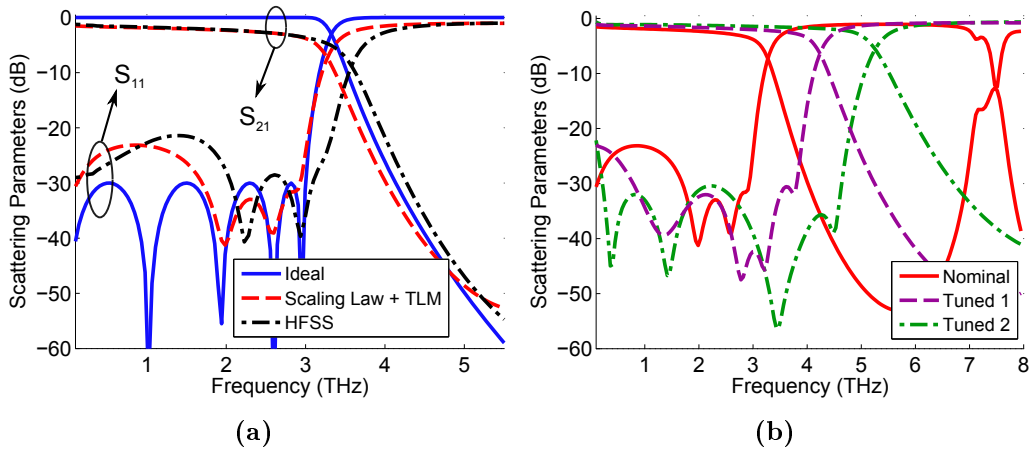 0
−10
−20
−30
−40
−50
−60
Scattering Parameters (dB)
S11
S21
Ideal
Scaling Law + TLM
HFSS
1 2 3 4 5
Frequency (THz)
(a)
0
−10
−20
−30
−40
−50
−60
Scattering Parameters (dB)
Nominal
Tuned 1
Tuned 2
1 2 3 4 5 6 7 8
Frequency (THz)
(b)